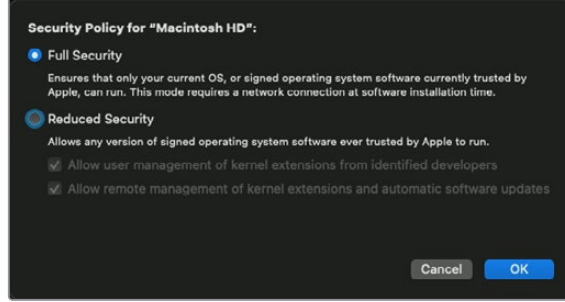 Security Policy for “Macintosh HD”:
Full Security
Ensures that only your current OS, or signed operating system software currently trusted by
Apple, can run. This mode requires a network connection at software installation time.
Reduced Security
Allows any version of signed operating system software ever trusted by Apple to run.
Allow user management of kernel extensions from identified developers
Allow remote management of kernel extensions and automatic software updates
Cancel OK